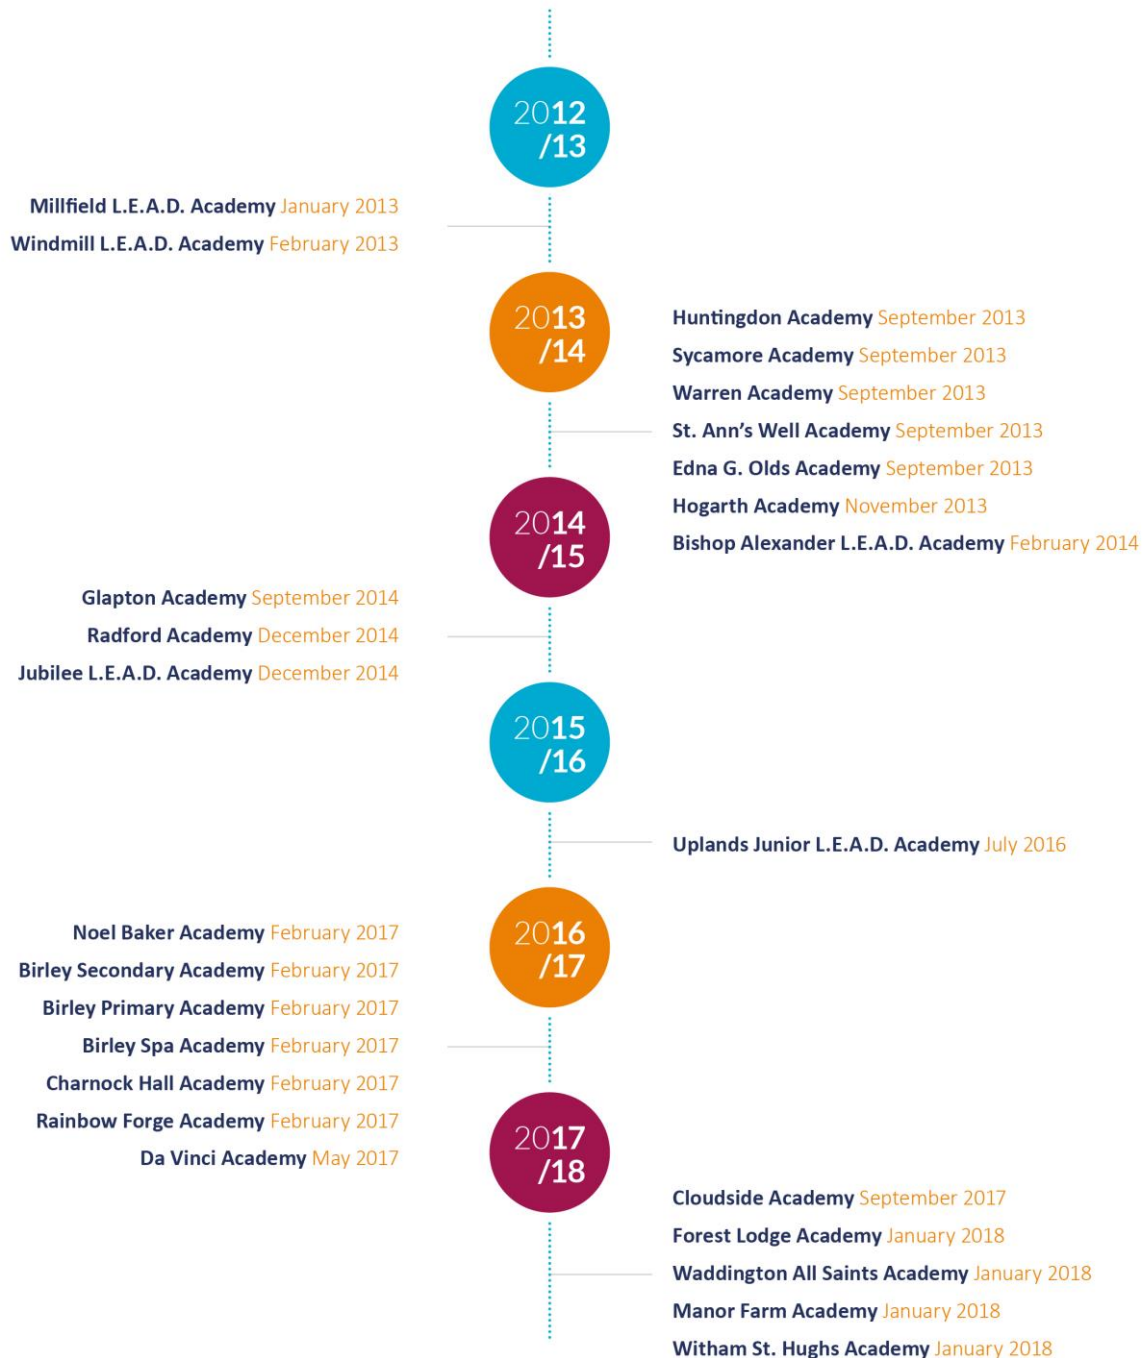 2012
/13
Millfield L.E.A.D. Academy January 2013
Windmill L.E.A.D. Academy February 2013
2013
/14
Huntingdon Academy September 2013
Sycamore Academy September 2013
Warren Academy September 2013
St. Ann’s Well Academy September 2013
Edna G. Olds Academy September 2013
Hogarth Academy November 2013
Bishop Alexander L.E.A.D. Academy February 2014
2014
/15
Glapton Academy September 2014
Radford Academy December 2014
Jubilee L.E.A.D. Academy December 2014
2015
/16
Uplands Junior L.E.A.D. Academy July 2016
2016
/17
Noel Baker Academy February 2017
Birley Secondary Academy February 2017
Birley Primary Academy February 2017
Birley Spa Academy February 2017
Charnock Hall Academy February 2017
Rainbow Forge Academy February 2017
Da Vinci Academy May 2017
2017
/18
Cloudside Academy September 2017
Forest Lodge Academy January 2018
Waddington All Saints Academy January 2018
Manor Farm Academy January 2018
Witham St. Hughs Academy January 2018